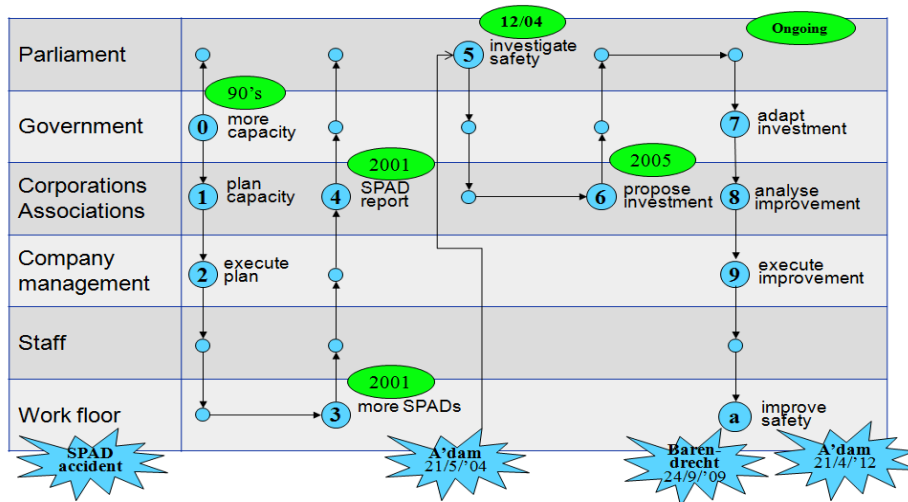 12/04
Ongoing
Parliament
5
investigate
safety
90's
Government
0
more
capacity
7
adapt
investment
2001
2005
Corporations
Associations
1
plan
capacity
4
SPAD
report
6
propose
investment
8
analyse
improvement
Company
management
2
execute
plan
9
execute
improvement
Staff
2001
Work floor
3
more SPADs
a
improve
safety
SPAD
accident
A'dam
21/5/'04
Baren-
drecht
24/9/'09
A'dam
21/4/'12